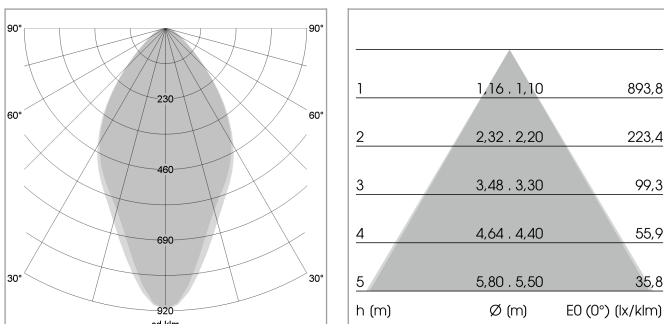 90° 90°
230
60° 60°
460
690
30° 30°
920
cd klm
1 1,16 . 1,10 893,8
2 2,32 . 2,20 223,4
3 3,48 . 3,30 99,3
4 4,64 . 4,40 55,9
5 5,80 . 5,50 35,8
h (m) Ø (m) E0 (0°) (lx/klm)